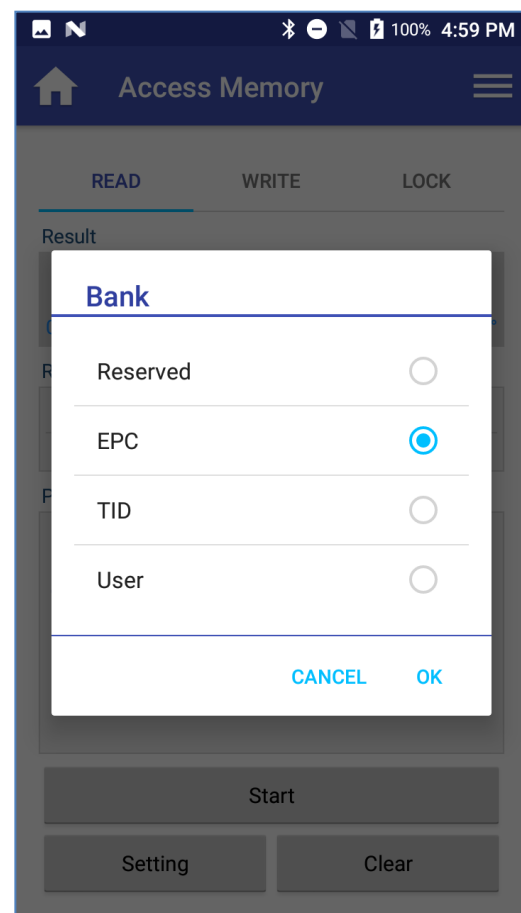 100% 4:59 PM
Access Memory
READ WRITE LOCK
Result
Bank
Reserved
EPC
TID
User
CANCEL OK
Start
Setting Clear